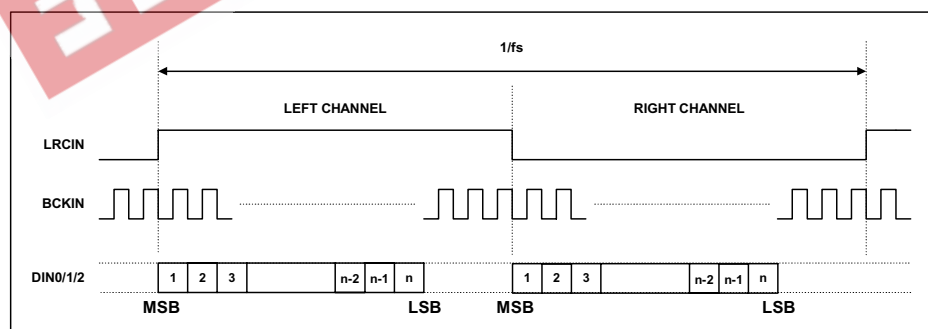 1/fs
LEFT CHANNEL RIGHT CHANNEL
LRCIN
BCKIN
DIN0/1/2 1 2 3 n-2 n-1 n 1 2 3 n-2 n-1 n
MSB LSB MSB LSB